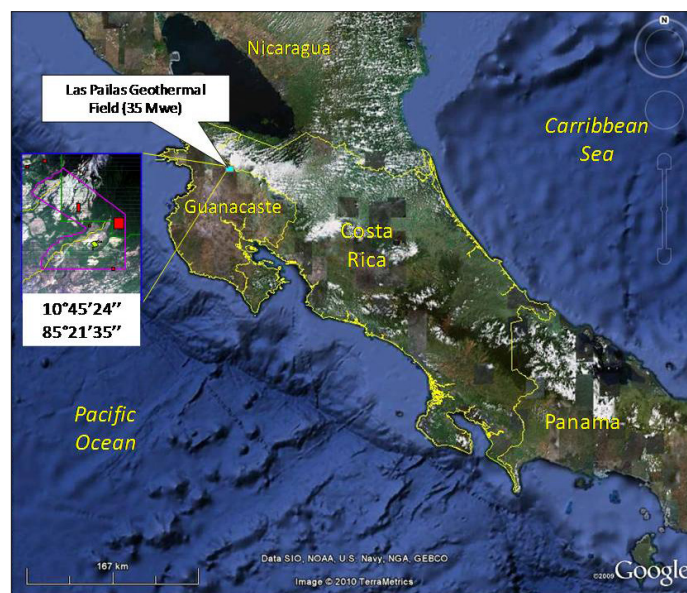 Nicaragua
Las Pailas Geothermal
Field (35 Mwe)
N
Carribbean
Sea
Guanacaste
Costa
Rica
10°45’24’’
85°21’35’’
Pacific
Ocean
Panama
Data SIO, NOAA, U.S. Navy, NGA, GEBCO
167 km
Image © 2010 TerraMetrics
©2009 Google